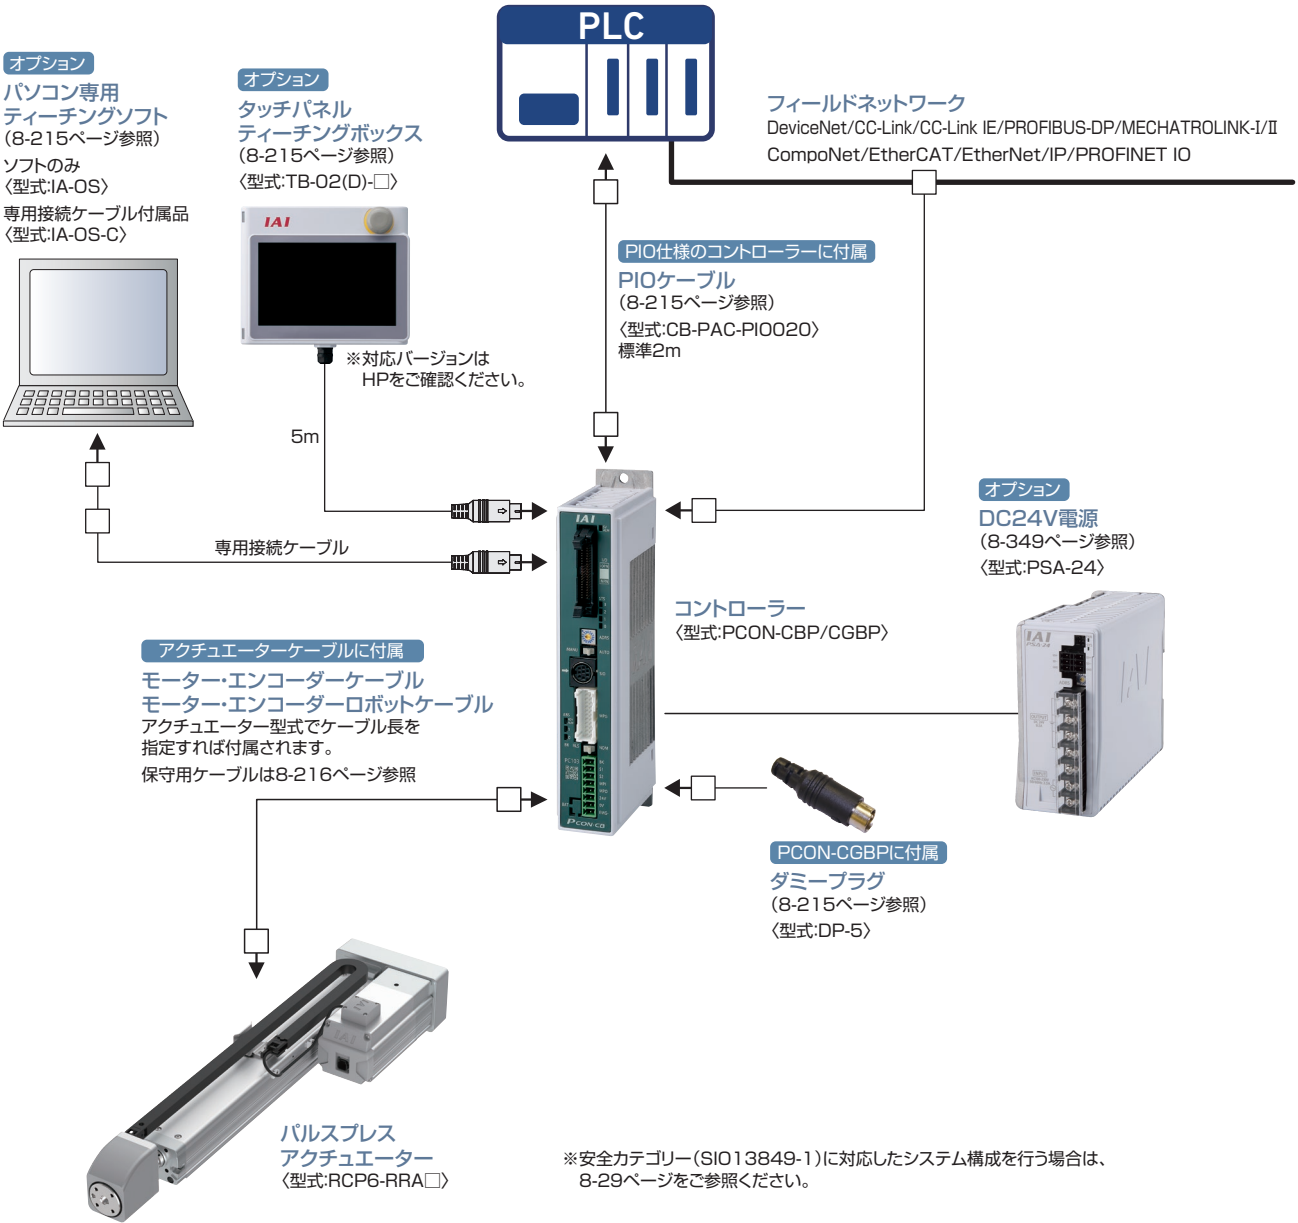 PLC
オプション
パソコン専用
ティーチングソフト
(8-215ページ参照)
ソフトのみ
〈型式:IA-OS〉
専用接続ケーブル付属品
〈型式:IA-OS-C〉
オプション
タッチパネル
ティーチングボックス
(8-215ページ参照)
〈型式:TB-02(D)-□〉
IAI
※対応バージョンは
HPをご確認ください。
5m
専用接続ケーブル
フィールドネットワーク
DeviceNet/CC-Link/CC-Link IE/PROFIBUS-DP/MECHATROLINK-I/II
CompoNet/EtherCAT/EtherNet/IP/PROFINET IO
PIO仕様のコントローラーに付属
PIOケーブル
(8-215ページ参照)
〈型式:CB-PAC-PIO020〉
標準2m
オプション
DC24V電源
(8-349ページ参照)
〈型式:PSA-24〉
IAI
PSA-24
IAI
コントローラー
〈型式:PCON-CBP/CGBP〉
IAI
PCON-CB
アクチュエーターケーブルに付属
モーター・エンコーダーケーブル
モーター・エンコーダーロボットケーブル
アクチュエーター型式でケーブル長を
指定すれば付属されます。
保守用ケーブルは8-216ページ参照
PCON-CGBPに付属
ダミープラグ
(8-215ページ参照)
〈型式:DP-5〉
IAI
パルスプレス
アクチュエーター
〈型式:RCP6-RRA□〉
※安全カテゴリー(SIO13849-1)に対応したシステム構成を行う場合は、
8-29ページをご参照ください。